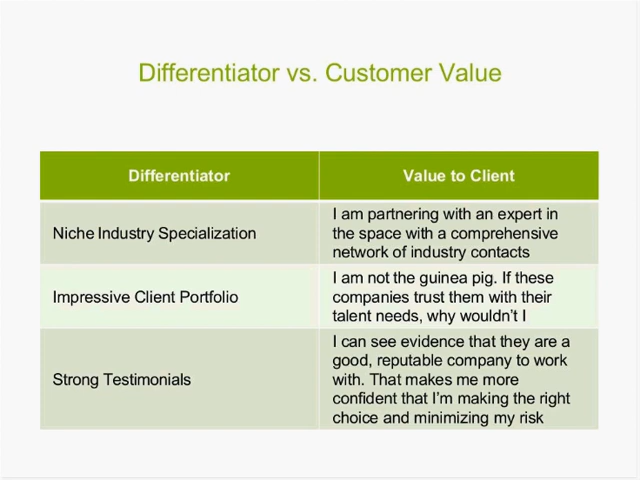 Differentiator vs. Customer Value
Differentiator
Value to Client
Niche Industry Specialization
I am partnering with an expert in
the space with a comprehensive
network of industry contacts
Impressive Client Portfolio
I am not the guinea pig. If these
companies trust them with their
talent needs, why wouldn't I
Strong Testimonials
I can see evidence that they are a
good, reputable company to work
with. That makes me more
confident that I'm making the right
choice and minimizing my risk